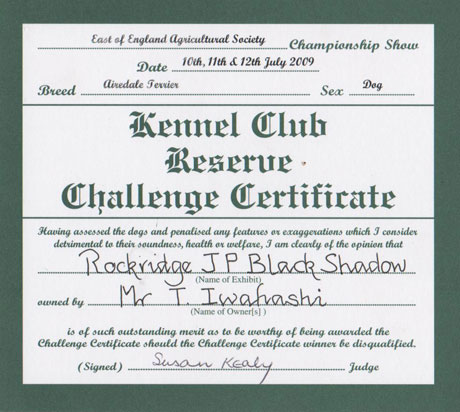 East of England Agricultural Society Championship Show
Date 10th, 11th & 12th July 2009
Breed Airedale Terrier Sex Dog
Kennel Club
Reserve
Challenge Certificate
Having assessed the dogs and penalised any features or exaggerations which I consider
detrimental to their soundness, health or welfare, I am clearly of the opinion that
Rockridge JP Black Shadow
(Name of Exhibit)
owned by Mr T. Iwahashi
(Name of Owner[s] )
is of such outstanding merit as to be worthy of being awarded the
Challenge Certificate should the Challenge Certificate winner be disqualified.
(Signed) Susan Kealy Judge